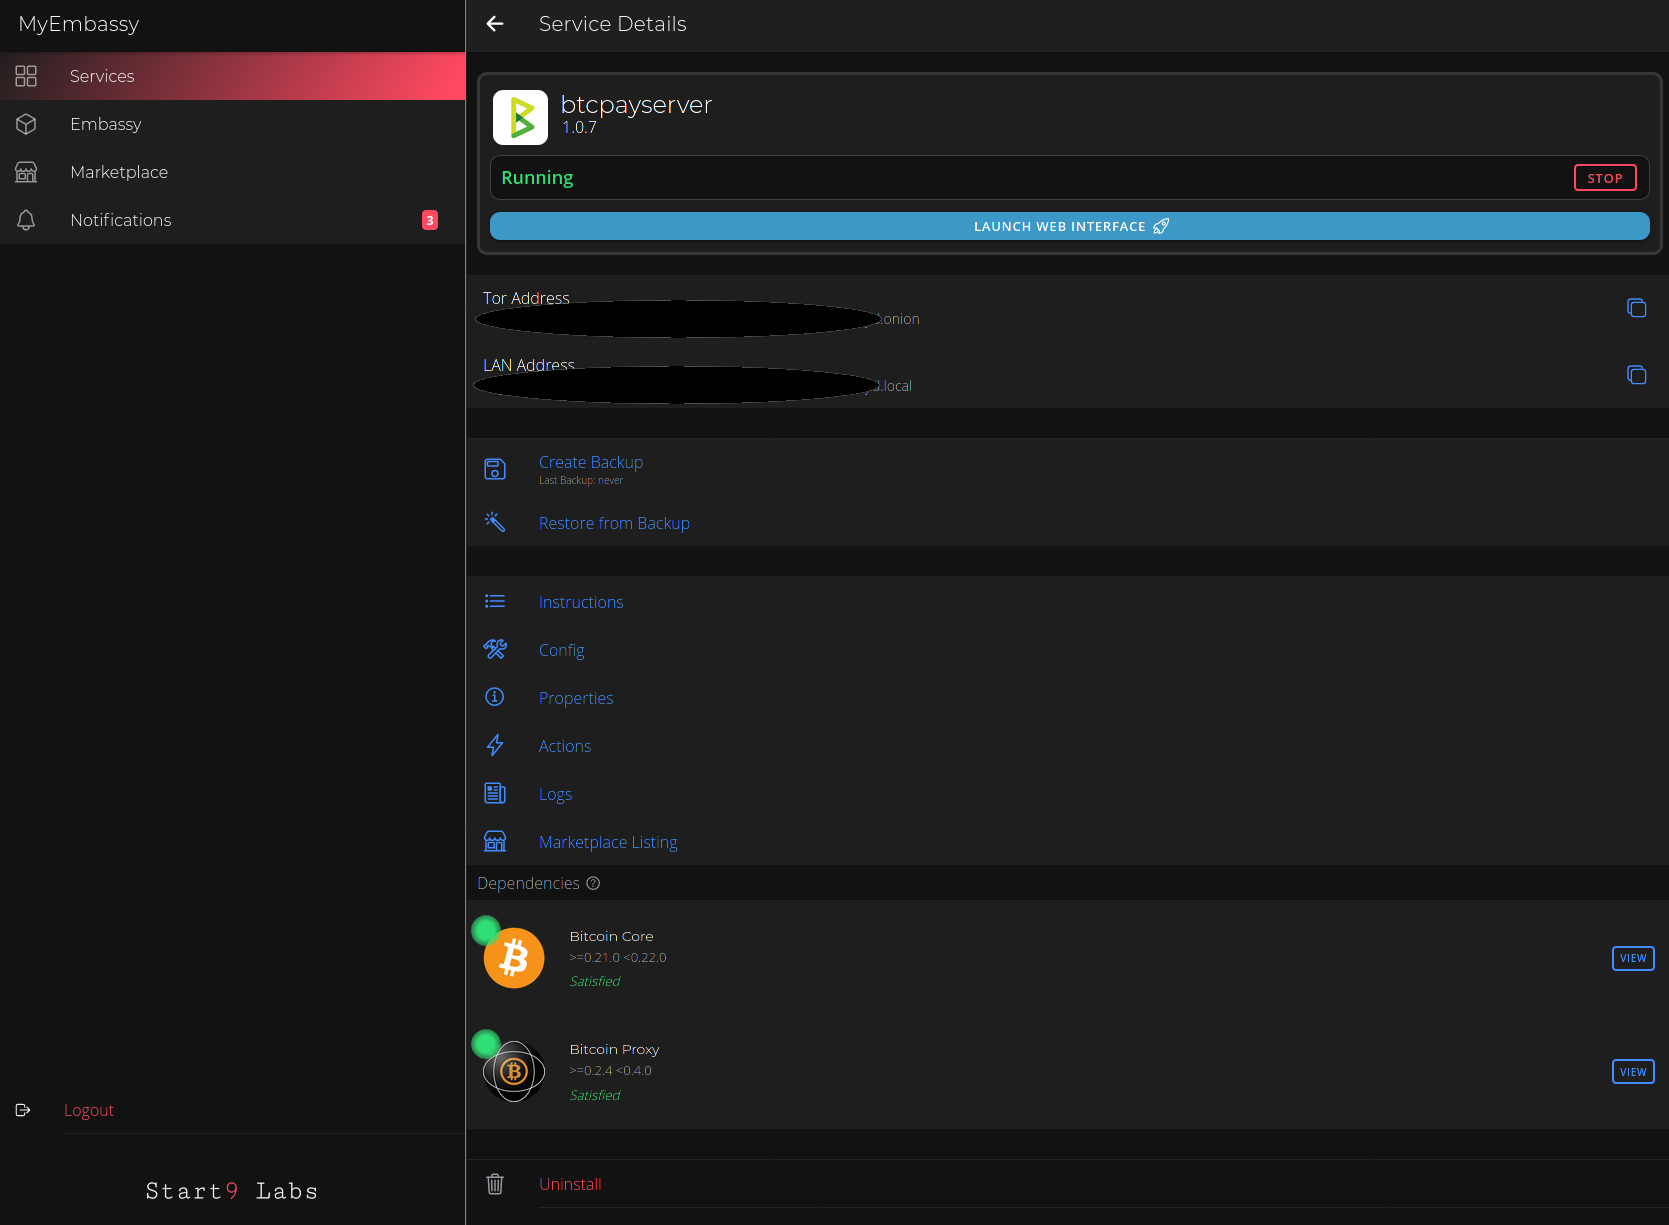 MyEmbassy
Services
Embassy
Marketplace
Notifications
3
Logout
Start9 Labs
Service Details
btcpayserver
1.0.7
Running
STOP
LAUNCH WEB INTERFACE
Tor Address
.onion
LAN Address
.local
Create Backup
Last Backup: never
Restore from Backup
Instructions
Config
Properties
Actions
Logs
Marketplace Listing
Dependencies
Bitcoin Core
>=0.21.0 <0.22.0
Satisfied
VIEW
Bitcoin Proxy
>=0.2.4 <0.4.0
Satisfied
VIEW
Uninstall